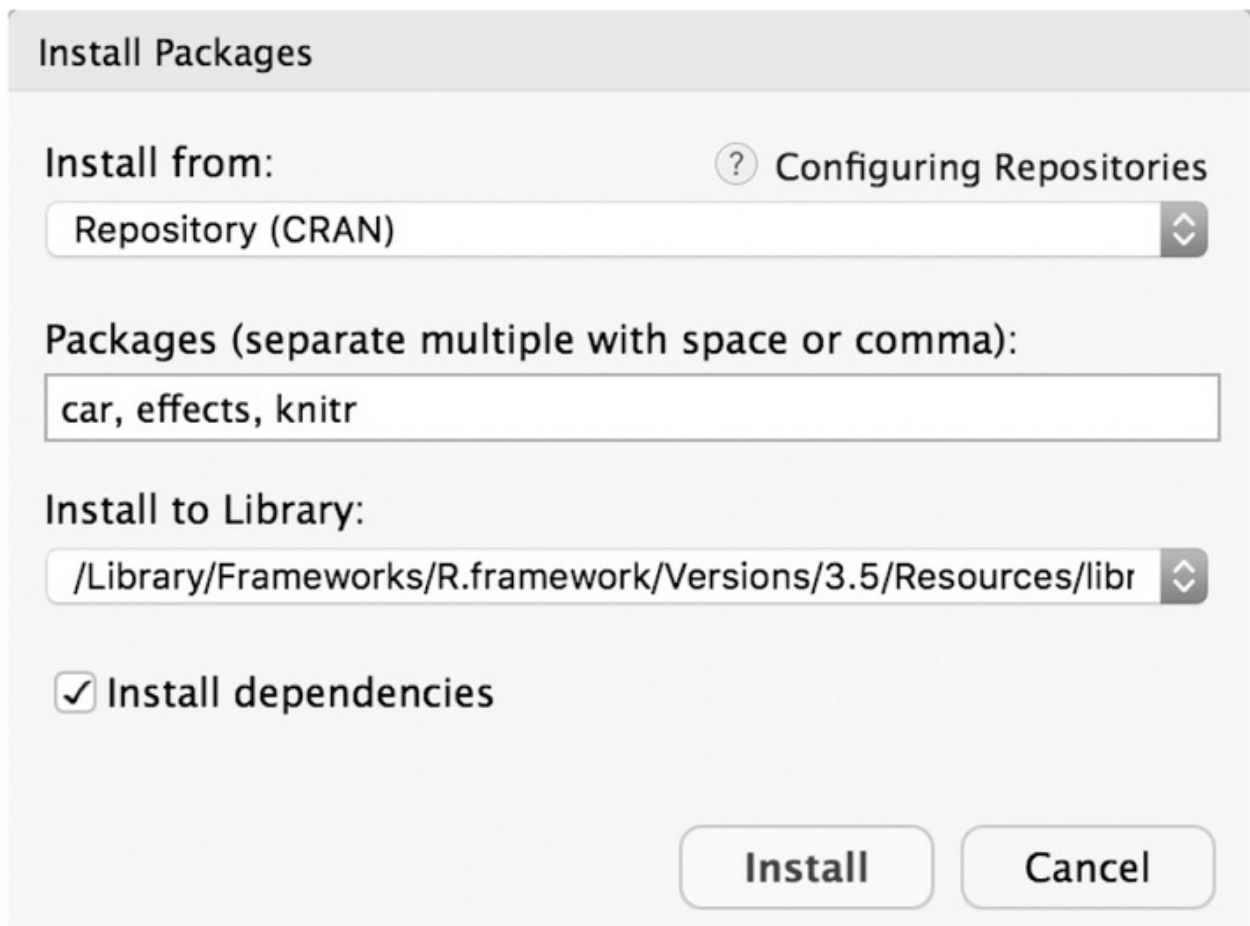 Install Packages
Install from:
? Configuring Repositories
Repository (CRAN)
Packages (separate multiple with space or comma):
car, effects, knitr
Install to Library:
/Library/Frameworks/R.framework/Versions/3.5/Resources/libr
Install dependencies
Install
Cancel